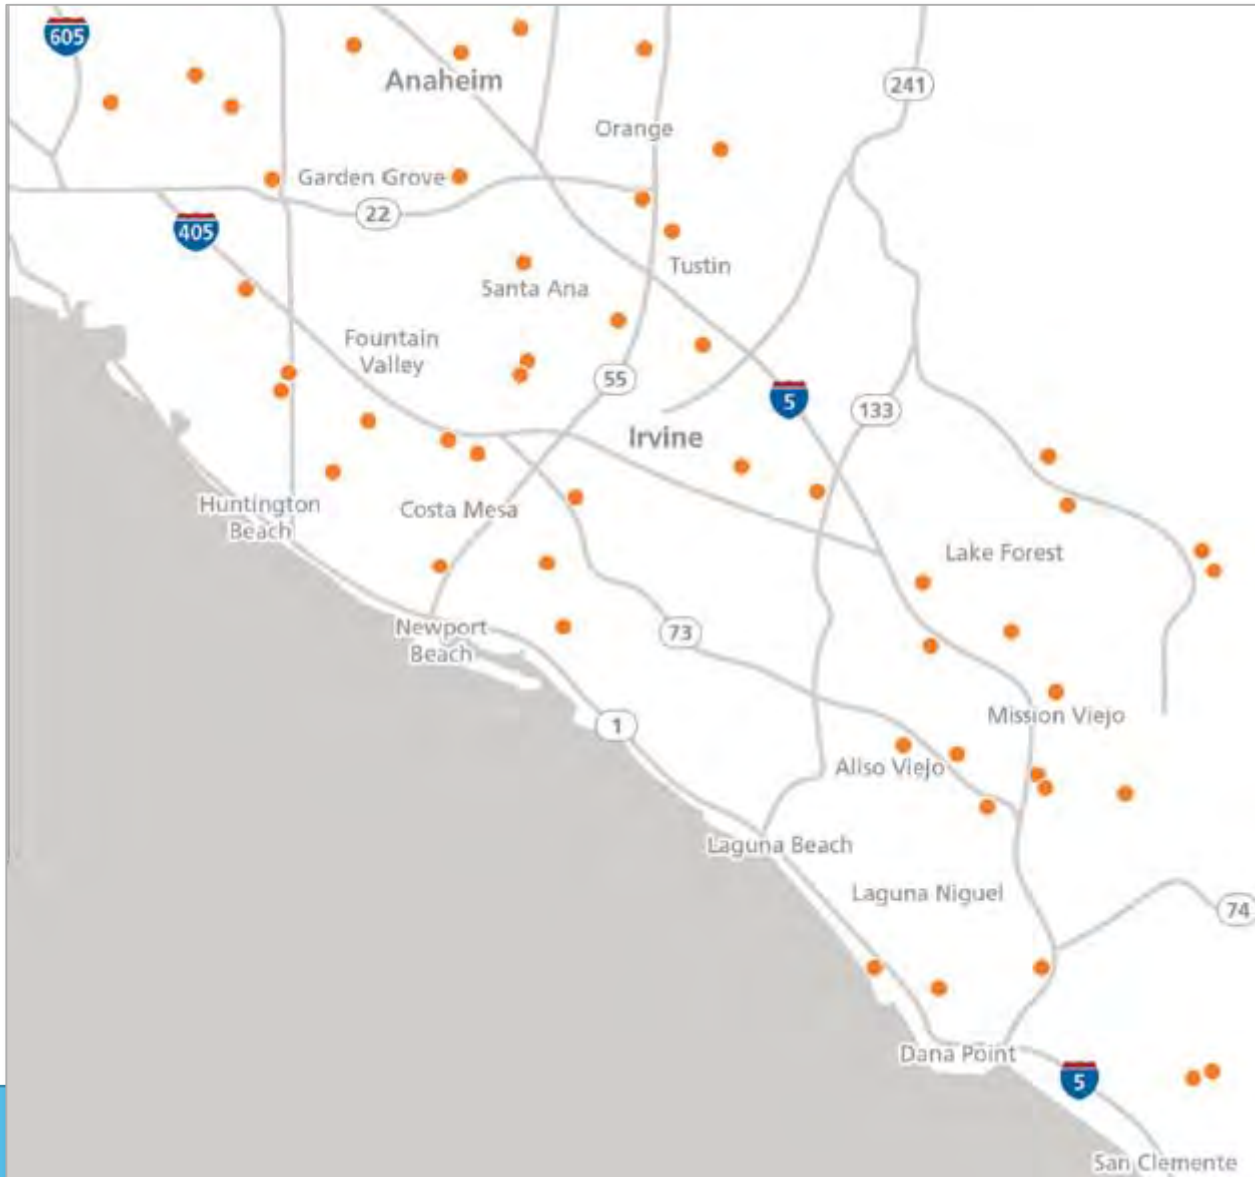 605
Anaheim
241
Orange
Garden Grove
22
405
Tustin
Santa Ana
Fountain
Valley
55
5
133
Irvine
Huntington
Beach
Costa Mesa
Lake Forest
Newport
Beach
73
1
Mission Viejo
Aliso Viejo
Laguna Beach
Laguna Niguel
74
Dana Point
5
San Clemente